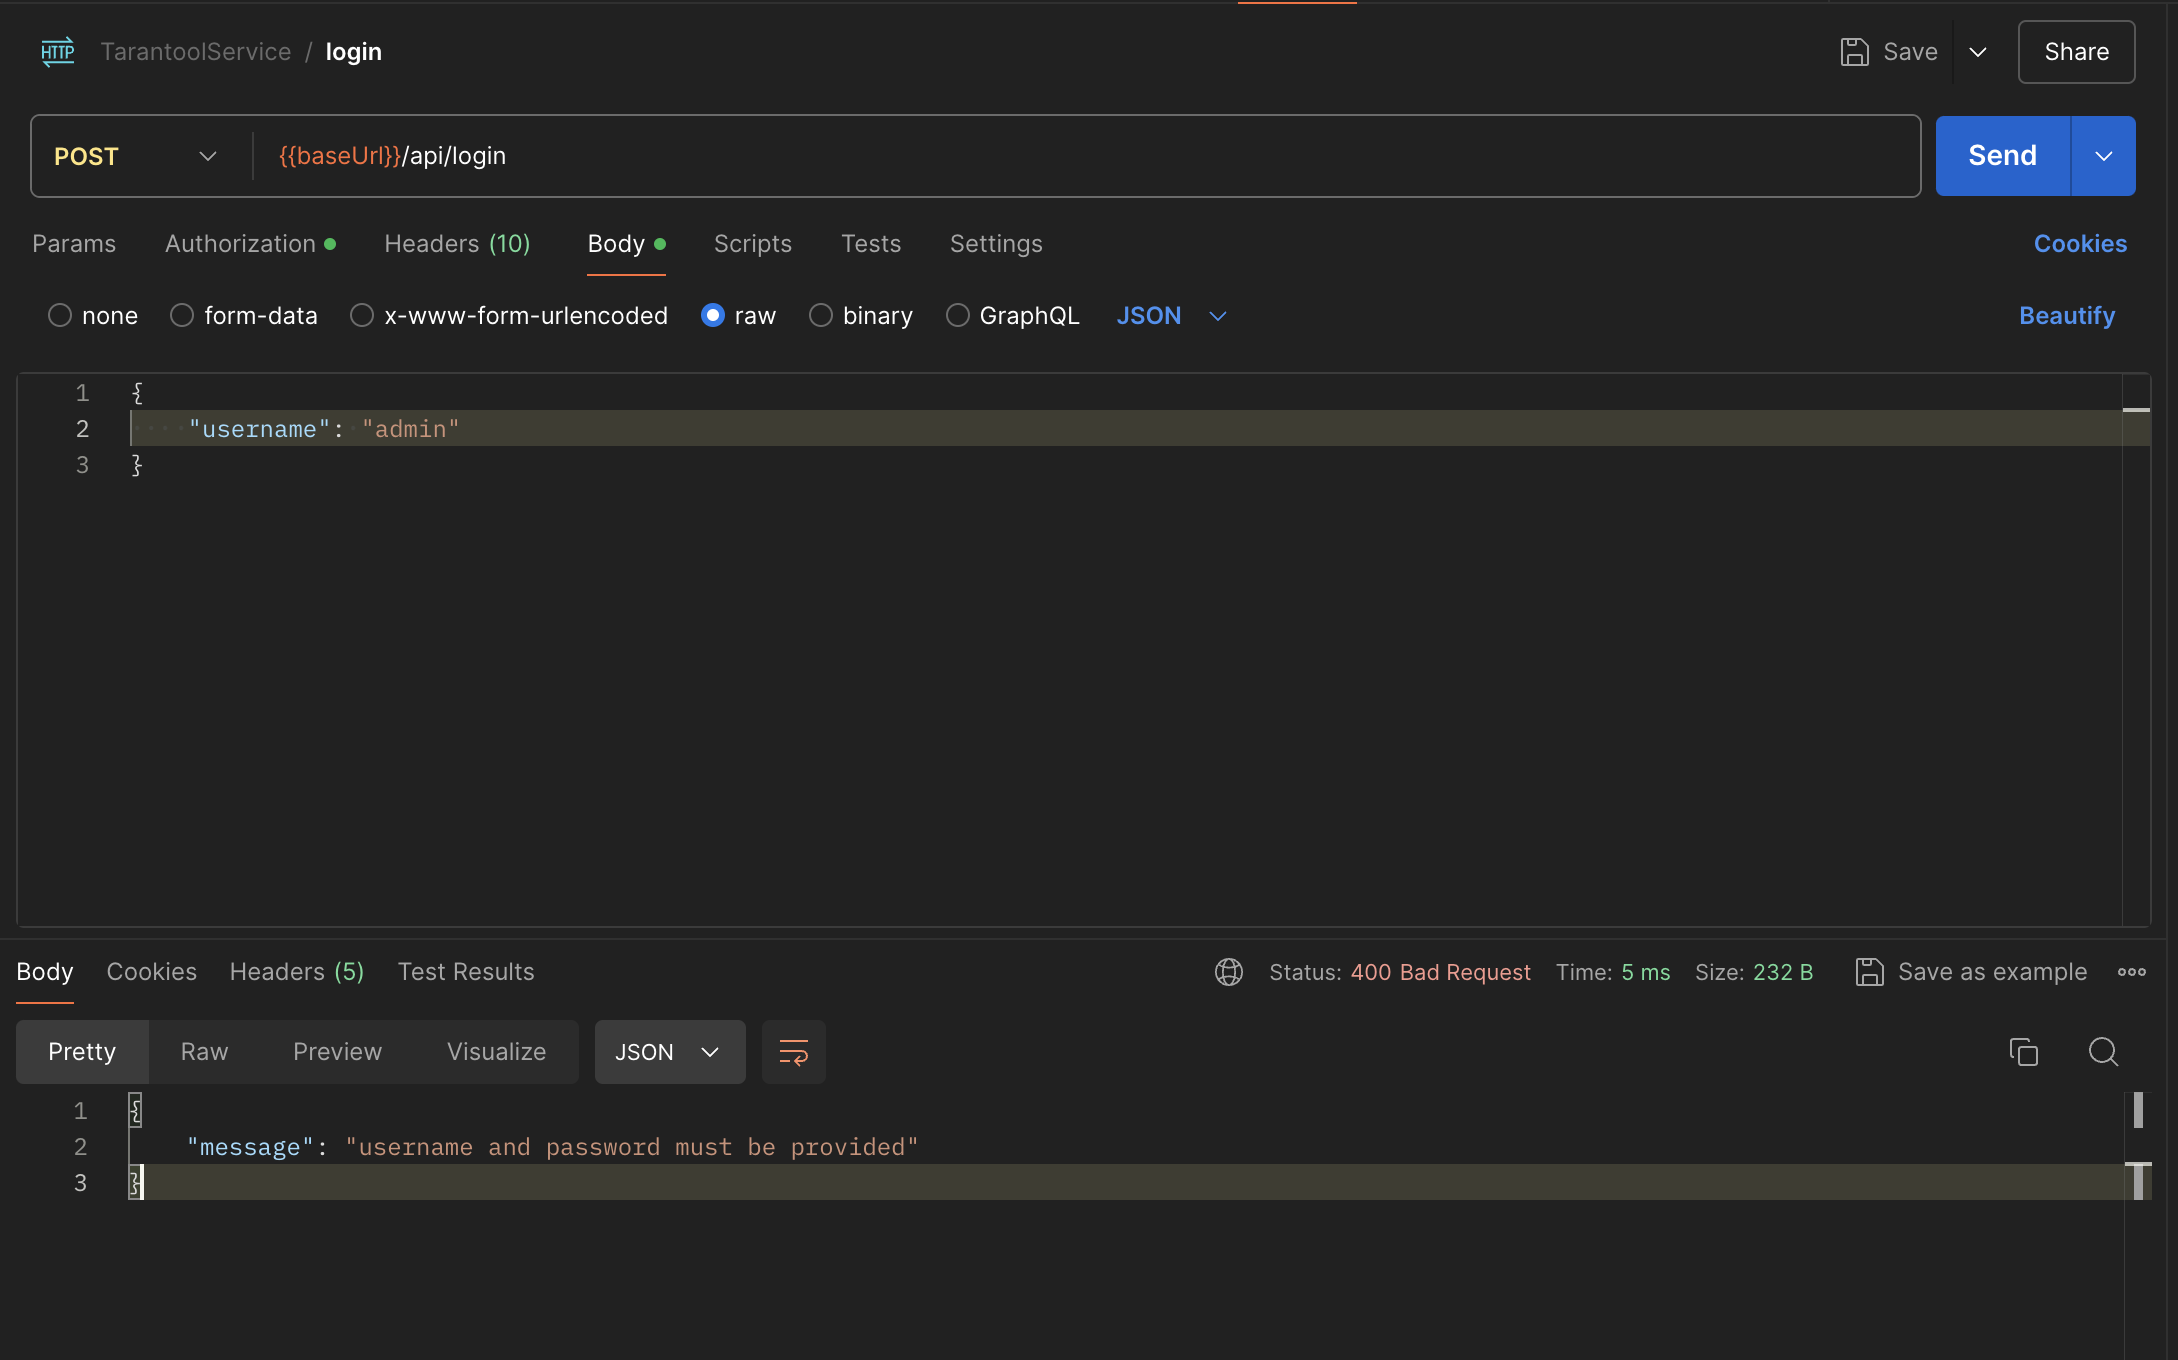 HTTP TarantoolService / login Save Share
POST {{baseUrl}}/api/login Send
Params Authorization Headers (10) Body Scripts Tests Settings Cookies
none form-data x-www-form-urlencoded raw binary GraphQL JSON Beautify
1 {
2 "username": "admin"
3 }
Body Cookies Headers (5) Test Results Status: 400 Bad Request Time: 5 ms Size: 232 B Save as example
Pretty Raw Preview Visualize JSON
1 {
2 "message": "username and password must be provided"
3 }